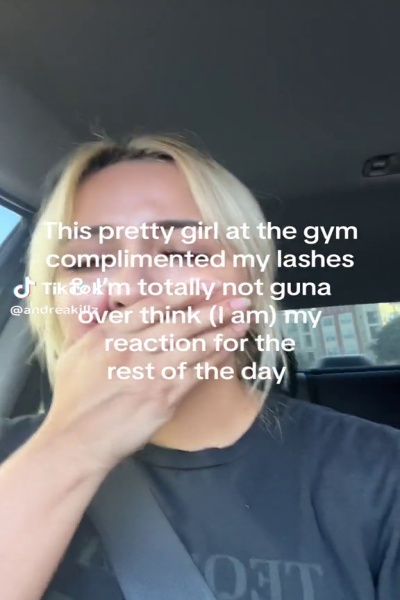 This pretty girl at the gym
complimented my lashes
& I'm totally not guna
TikTok
@andreakillz
over think (I am) my
reaction for the
rest of the day